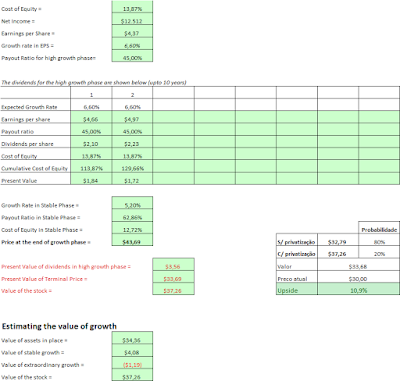 Cost of Equity = 13,87%
Net Income = $12.512
Earnings per Share = $4,37
Growth rate in EPS = 6,60%
Payout Ratio for high growth phase= 45,00%
The dividends for the high growth phase are shown below (upto 10 years)
1 2
Expected Growth Rate 6,60% 6,60%
Earnings per share $4,66 $4,97
Payout ratio 45,00% 45,00%
Dividends per share $2,10 $2,23
Cost of Equity 13,87% 13,87%
Cumulative Cost of Equity 113,87% 129,66%
Present Value $1,84 $1,72
Growth Rate in Stable Phase = 5,20%
Payout Ratio in Stable Phase = 62,86%
Cost of Equity in Stable Phase = 12,72%
Price at the end of growth phase = $43,69
Probabilidade
S/ privatização $32,79 80%
C/ privatização $37,26 20%
Valor $33,68
Preco atual $30,00
Upside 10,9%
Present Value of dividends in high growth phase = $3,56
Present Value of Terminal Price = $33,69
Value of the stock = $37,26
Estimating the value of growth
Value of assets in place = $34,36
Value of stable growth = $4,08
Value of extraordinary growth = ($1,19)
Value of the stock = $37,26